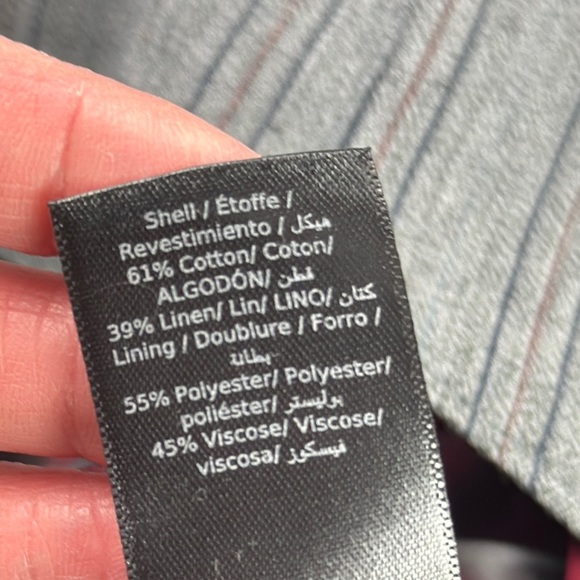 Shell / Étoffe /
Revestimiento / هيكل
61% Cotton/ Coton/
ALGODÓN/ قطن
39% Linen/ Lin/ LINO/ كتان
Lining / Doublure / Forro /
بطانة
55% Polyester/ Polyester/
poliéster/ بوليستر
45% Viscose/ Viscose/
viscosa/ فيسكوز